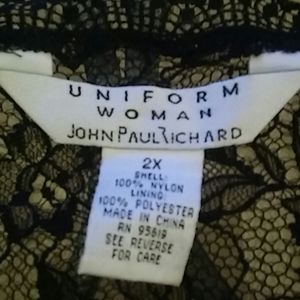 UNIFORM
WOMAN
JOHNPAULRICHARD
2X
SHELL:
100% NYLON
LINING:
100% POLYESTER
MADE IN CHINA
RN 93619
SEE REVERSE
FOR CARE